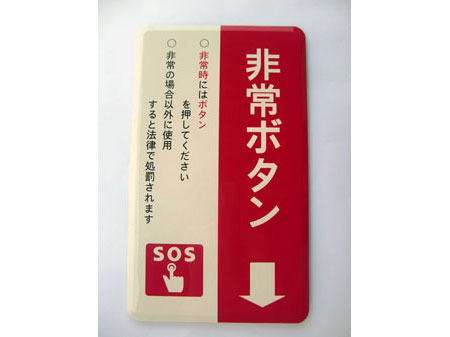 非常ボタン
○ 非常時にはボタン
を押してください
○ 非常の場合以外に使用
すると法律で処罰されます
SOS